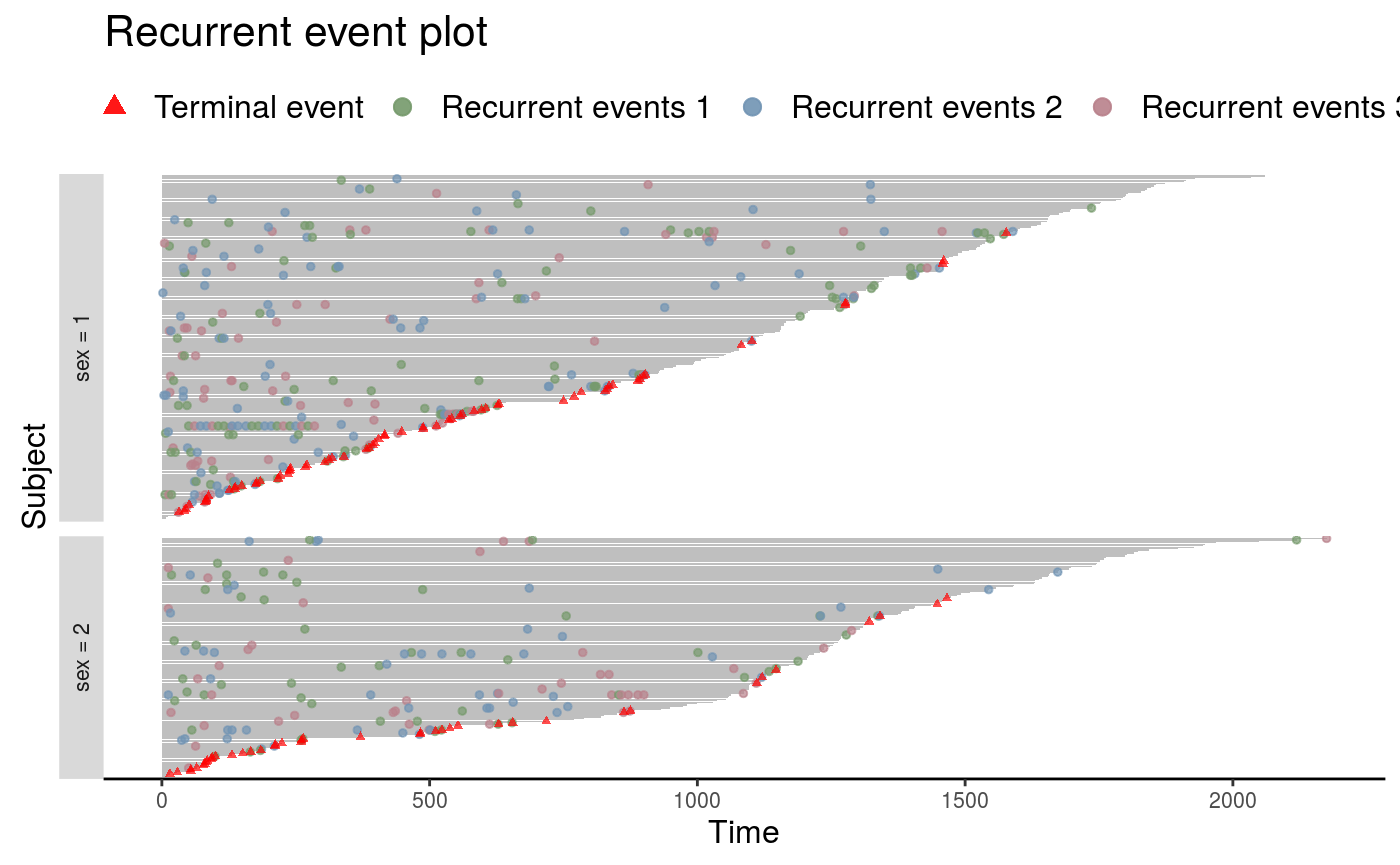 Recurrent event plot
Terminal event Recurrent events 1 Recurrent events 2 Recurrent events 3
sex = 1
Subject
sex = 2
0 500 1000 1500 2000
Time